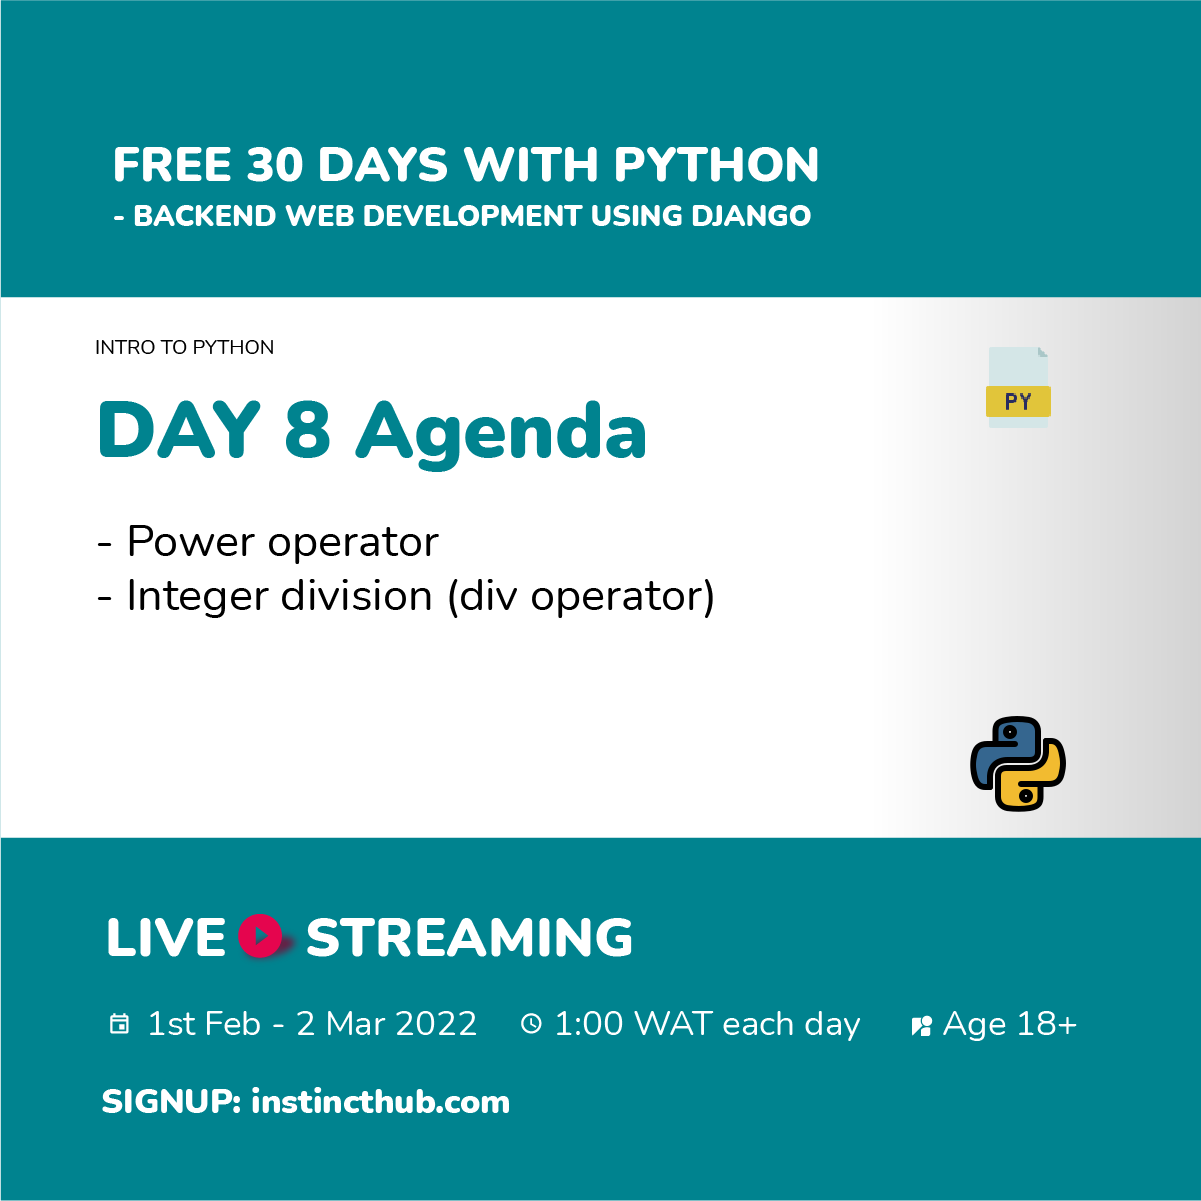 FREE 30 DAYS WITH PYTHON
- BACKEND WEB DEVELOPMENT USING DJANGO
INTRO TO PYTHON
PY
DAY 8 Agenda
- Power operator
- Integer division (div operator)
LIVE STREAMING
1st Feb - 2 Mar 2022 1:00 WAT each day Age 18+
SIGNUP: instincthub.com